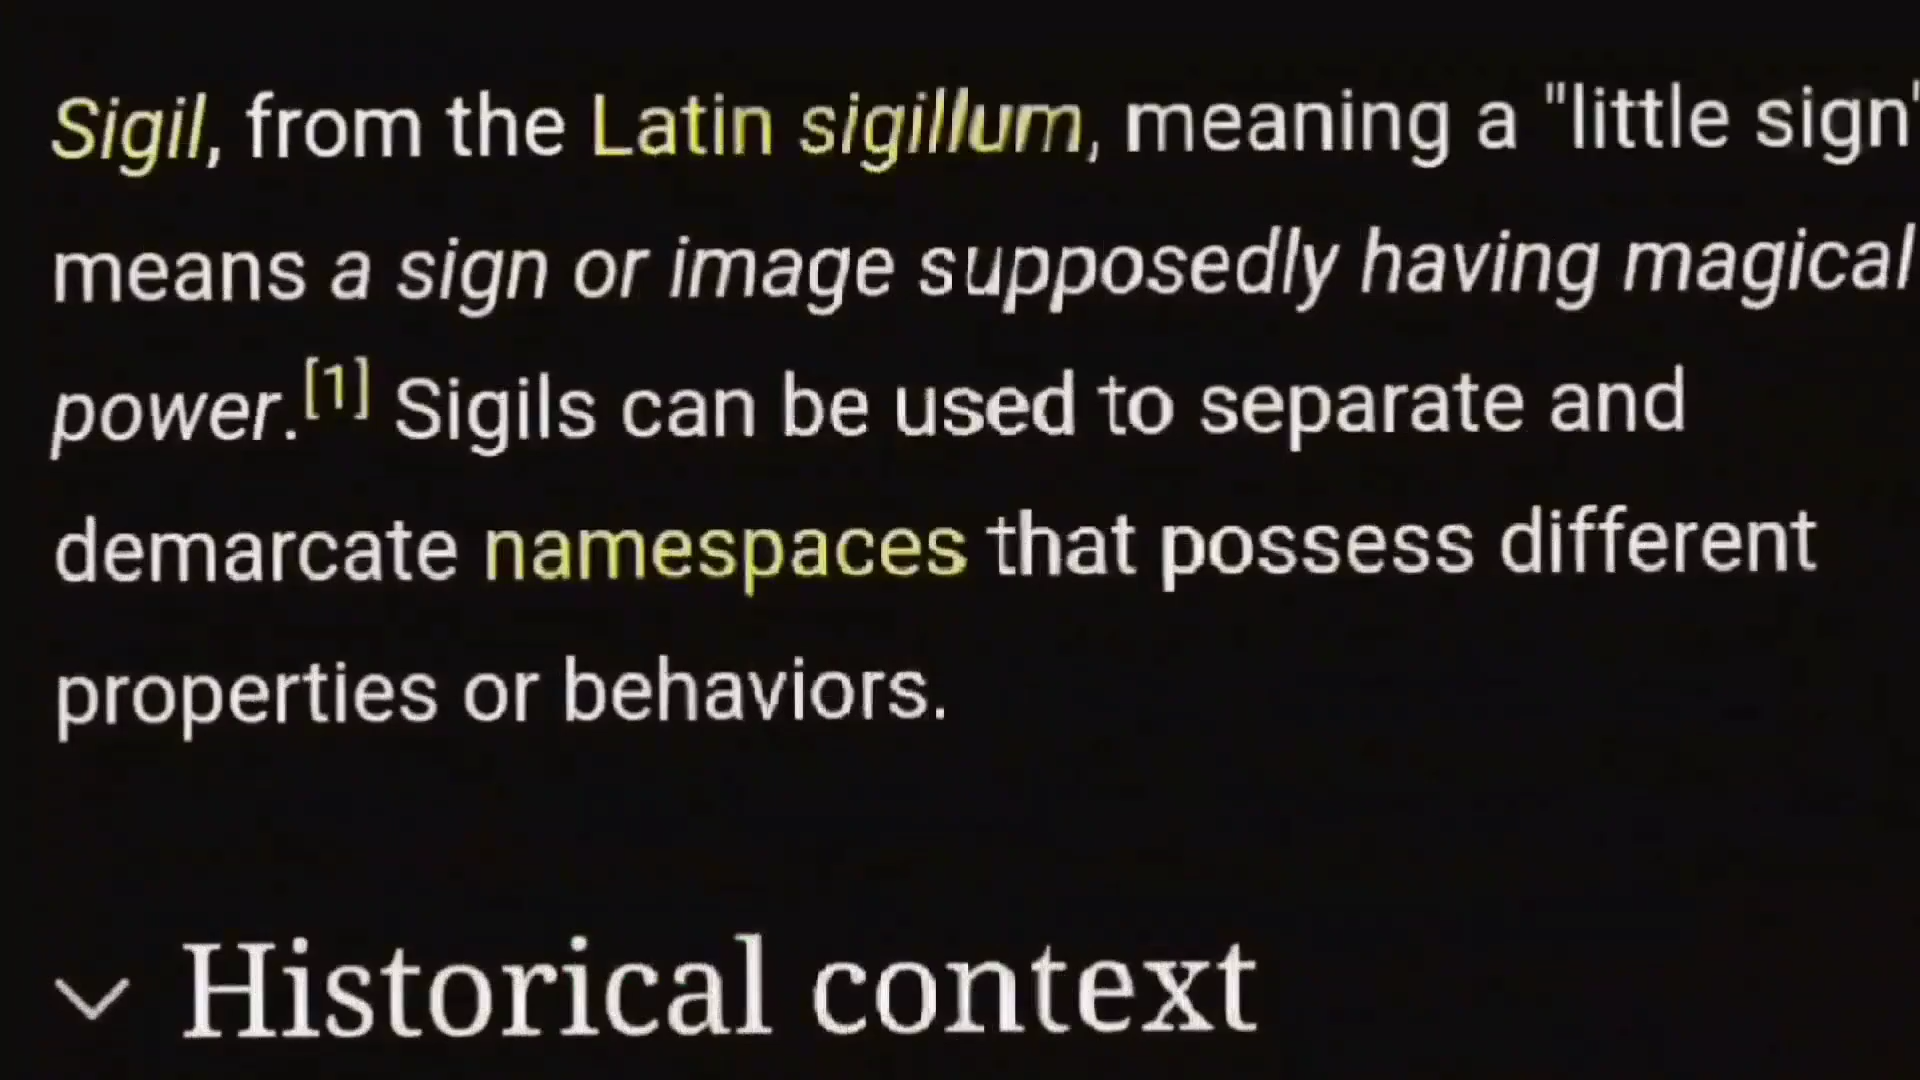 Sigil, from the Latin sigillum, meaning a "little sign"
means a sign or image supposedly having magical
power.[1] Sigils can be used to separate and
demarcate namespaces that possess different
properties or behaviors.
Historical context